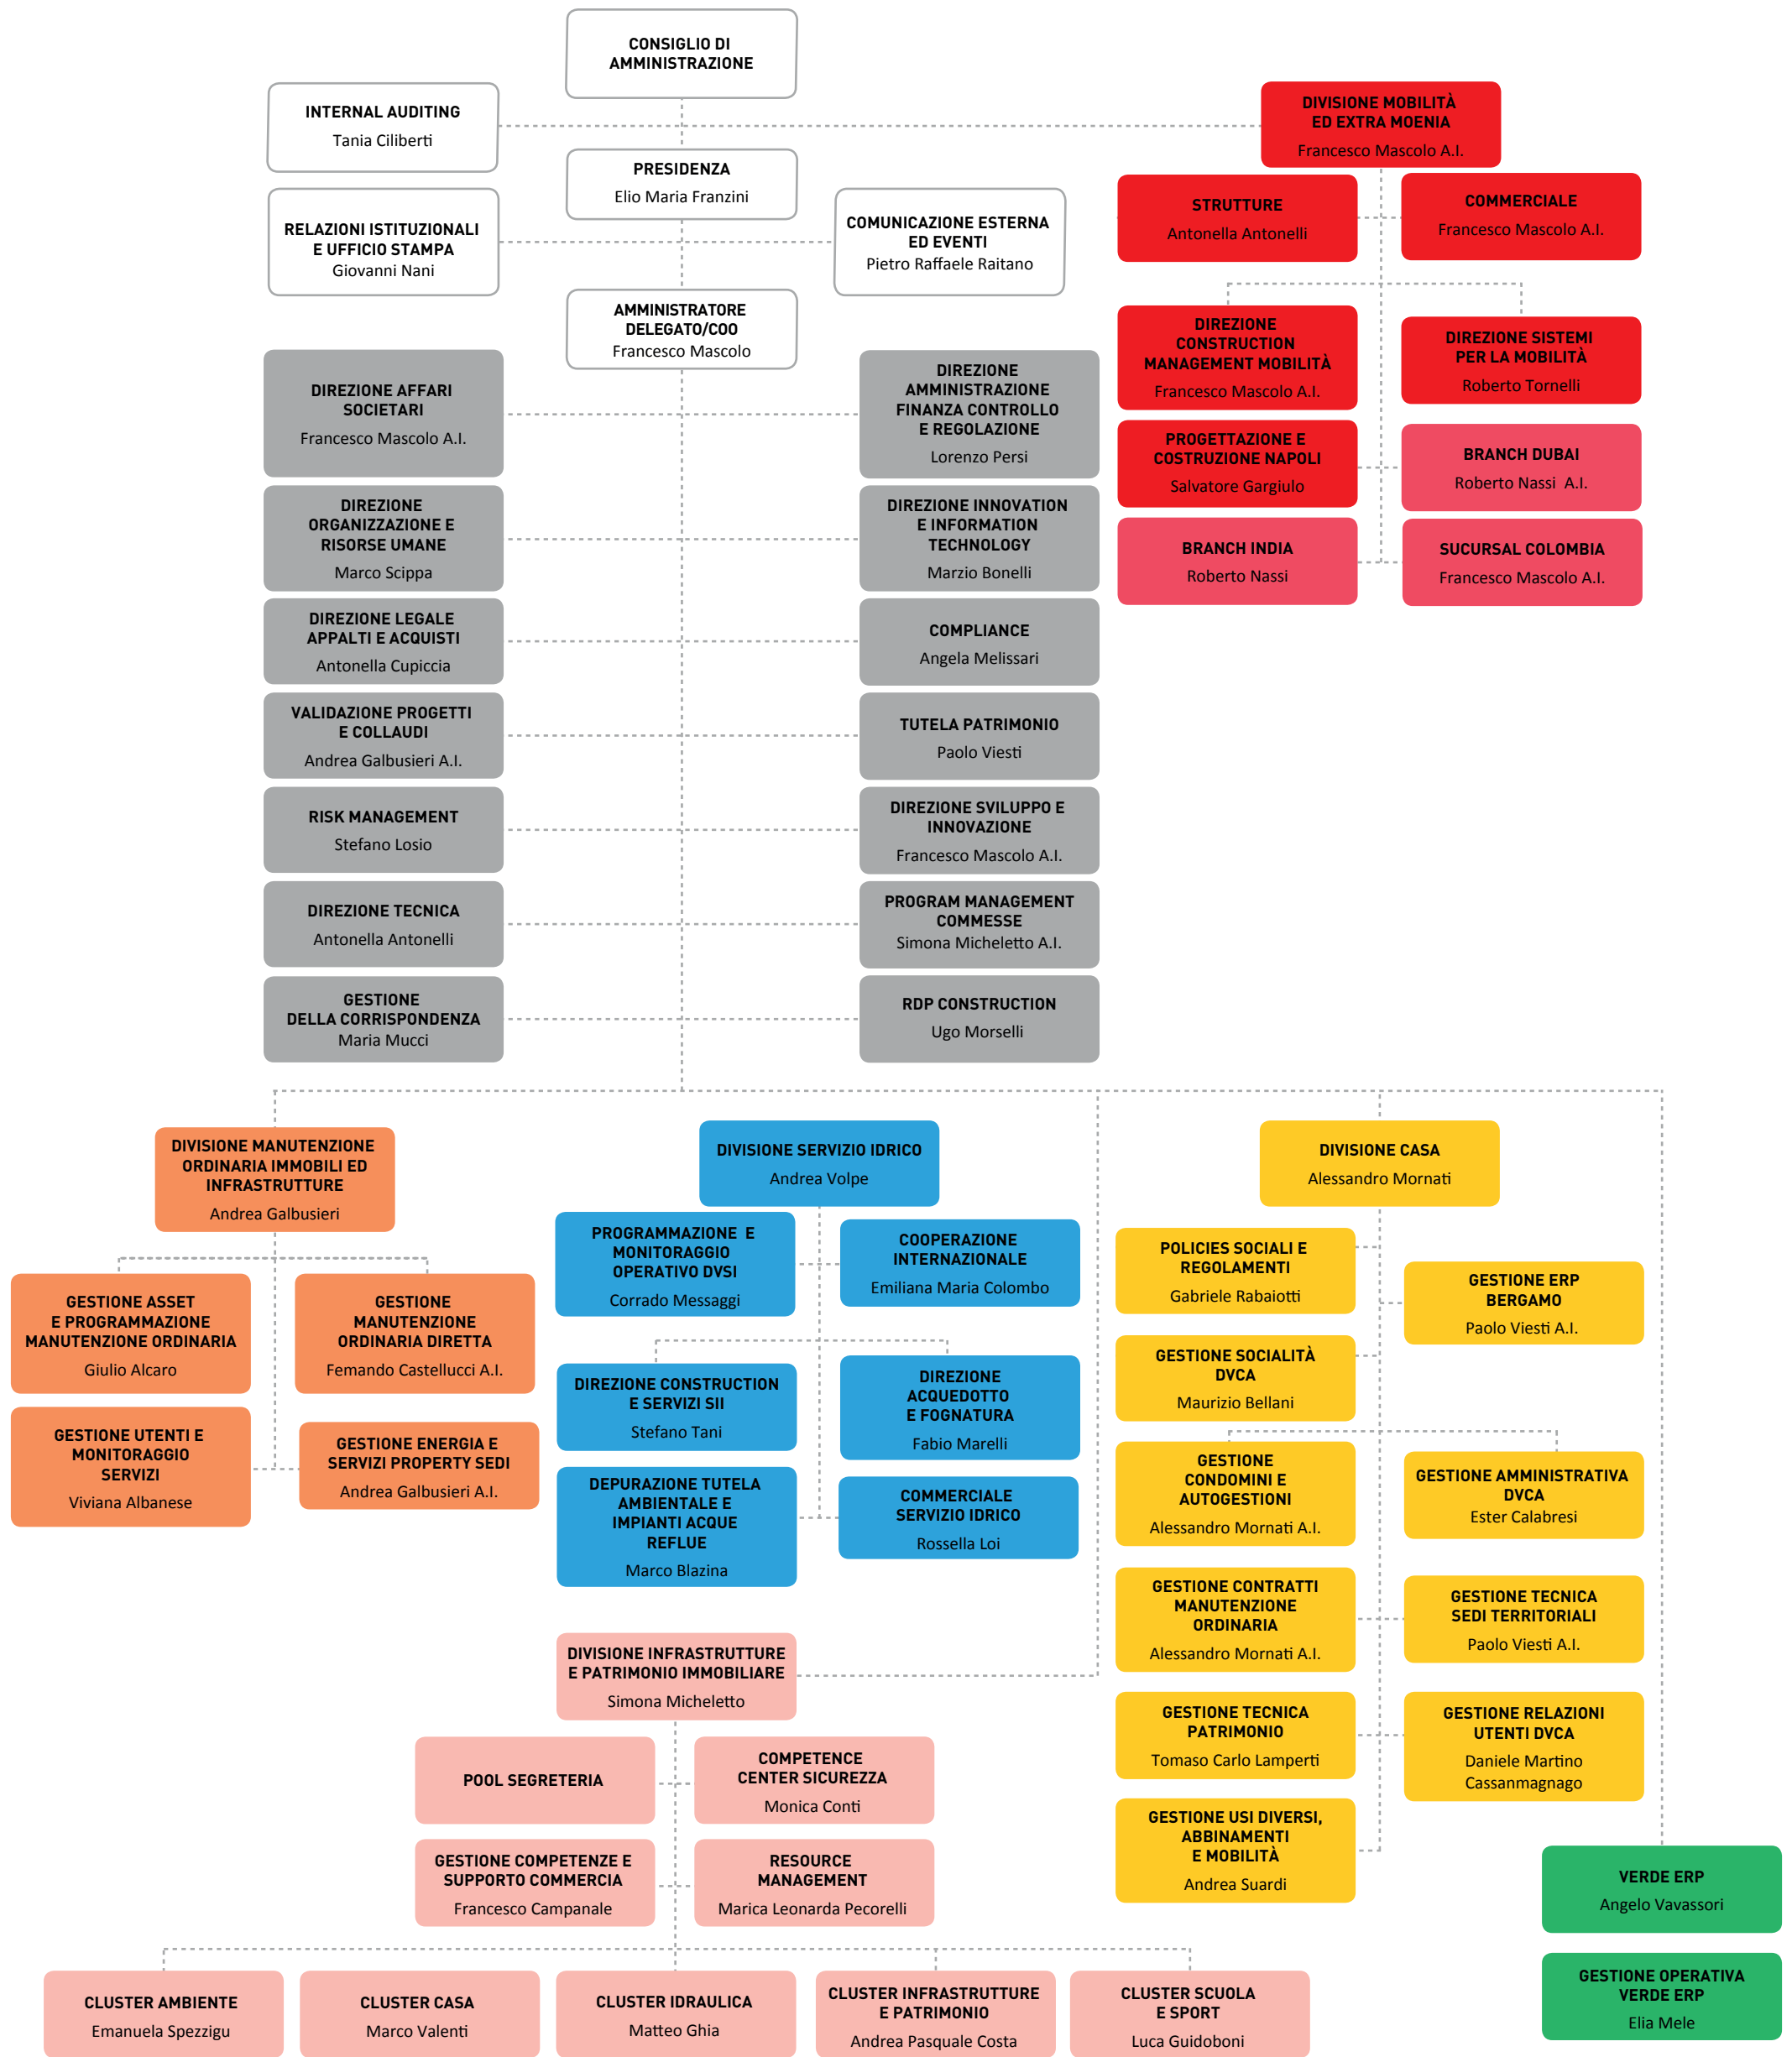 CONSIGLIO DI
AMMINISTRAZIONE
INTERNAL AUDITING
Tania Ciliberti
PRESIDENZA
Elio Maria Franzini
RELAZIONI ISTITUZIONALI
E UFFICIO STAMPA
Giovanni Nani
COMUNICAZIONE ESTERNA
ED EVENTI
Pietro Raffaele Raitano
AMMINISTRATORE
DELEGATO/COO
Francesco Mascolo
DIVISIONE MOBILITÀ
ED EXTRA MOENIA
Francesco Mascolo A.I.
STRUTTURE
Antonella Antonelli
COMMERCIALE
Francesco Mascolo A.I.
DIREZIONE
CONSTRUCTION
MANAGEMENT MOBILITÀ
Francesco Mascolo A.I.
DIREZIONE SISTEMI
PER LA MOBILITÀ
Roberto Tornelli
PROGETTAZIONE E
COSTRUZIONE NAPOLI
Salvatore Gargiulo
BRANCH DUBAI
Roberto Nassi  A.I.
BRANCH INDIA
Roberto Nassi
SUCURSAL COLOMBIA
Francesco Mascolo A.I.
DIREZIONE AFFARI
SOCIETARI
Francesco Mascolo A.I.
DIREZIONE
AMMINISTRAZIONE
FINANZA CONTROLLO
E REGOLAZIONE
Lorenzo Persi
DIREZIONE
ORGANIZZAZIONE E
RISORSE UMANE
Marco Scippa
DIREZIONE INNOVATION
E INFORMATION
TECHNOLOGY
Marzio Bonelli
DIREZIONE LEGALE
APPALTI E ACQUISTI
Antonella Cupiccia
COMPLIANCE
Angela Melissari
VALIDAZIONE PROGETTI
E COLLAUDI
Andrea Galbusieri A.I.
TUTELA PATRIMONIO
Paolo Viesti
RISK MANAGEMENT
Stefano Losio
DIREZIONE SVILUPPO E
INNOVAZIONE
Francesco Mascolo A.I.
DIREZIONE TECNICA
Antonella Antonelli
PROGRAM MANAGEMENT
COMMESSE
Simona Micheletto A.I.
GESTIONE
DELLA CORRISPONDENZA
Maria Mucci
RDP CONSTRUCTION
Ugo Morselli
DIVISIONE MANUTENZIONE
ORDINARIA IMMOBILI ED
INFRASTRUTTURE
Andrea Galbusieri
GESTIONE ASSET
E PROGRAMMAZIONE
MANUTENZIONE ORDINARIA
Giulio Alcaro
GESTIONE
MANUTENZIONE
ORDINARIA DIRETTA
Femando Castellucci A.I.
GESTIONE UTENTI E
MONITORAGGIO
SERVIZI
Viviana Albanese
GESTIONE ENERGIA E
SERVIZI PROPERTY SEDI
Andrea Galbusieri A.I.
DIVISIONE SERVIZIO IDRICO
Andrea Volpe
PROGRAMMAZIONE  E
MONITORAGGIO
OPERATIVO DVSI
Corrado Messaggi
COOPERAZIONE
INTERNAZIONALE
Emiliana Maria Colombo
DIREZIONE CONSTRUCTION
E SERVIZI SII
Stefano Tani
DIREZIONE
ACQUEDOTTO
E FOGNATURA
Fabio Marelli
DEPURAZIONE TUTELA
AMBIENTALE E
IMPIANTI ACQUE
REFLUE
Marco Blazina
COMMERCIALE
SERVIZIO IDRICO
Rossella Loi
DIVISIONE CASA
Alessandro Mornati
POLICIES SOCIALI E
REGOLAMENTI
Gabriele Rabaiotti
GESTIONE ERP
BERGAMO
Paolo Viesti A.I.
GESTIONE SOCIALITÀ
DVCA
Maurizio Bellani
GESTIONE
CONDOMINI E
AUTOGESTIONI
Alessandro Mornati A.I.
GESTIONE AMMINISTRATIVA
DVCA
Ester Calabresi
GESTIONE CONTRATTI
MANUTENZIONE
ORDINARIA
Alessandro Mornati A.I.
GESTIONE TECNICA
SEDI TERRITORIALI
Paolo Viesti A.I.
GESTIONE TECNICA
PATRIMONIO
Tomaso Carlo Lamperti
GESTIONE RELAZIONI
UTENTI DVCA
Daniele Martino
Cassanmagnago
GESTIONE USI DIVERSI,
ABBINAMENTI
E MOBILITÀ
Andrea Suardi
DIVISIONE INFRASTRUTTURE
E PATRIMONIO IMMOBILIARE
Simona Micheletto
POOL SEGRETERIA
COMPETENCE
CENTER SICUREZZA
Monica Conti
GESTIONE COMPETENZE E
SUPPORTO COMMERCIA
Francesco Campanale
RESOURCE
MANAGEMENT
Marica Leonarda Pecorelli
CLUSTER AMBIENTE
Emanuela Spezzigu
CLUSTER CASA
Marco Valenti
CLUSTER IDRAULICA
Matteo Ghia
CLUSTER INFRASTRUTTURE
E PATRIMONIO
Andrea Pasquale Costa
CLUSTER SCUOLA
E SPORT
Luca Guidoboni
VERDE ERP
Angelo Vavassori
GESTIONE OPERATIVA
VERDE ERP
Elia Mele